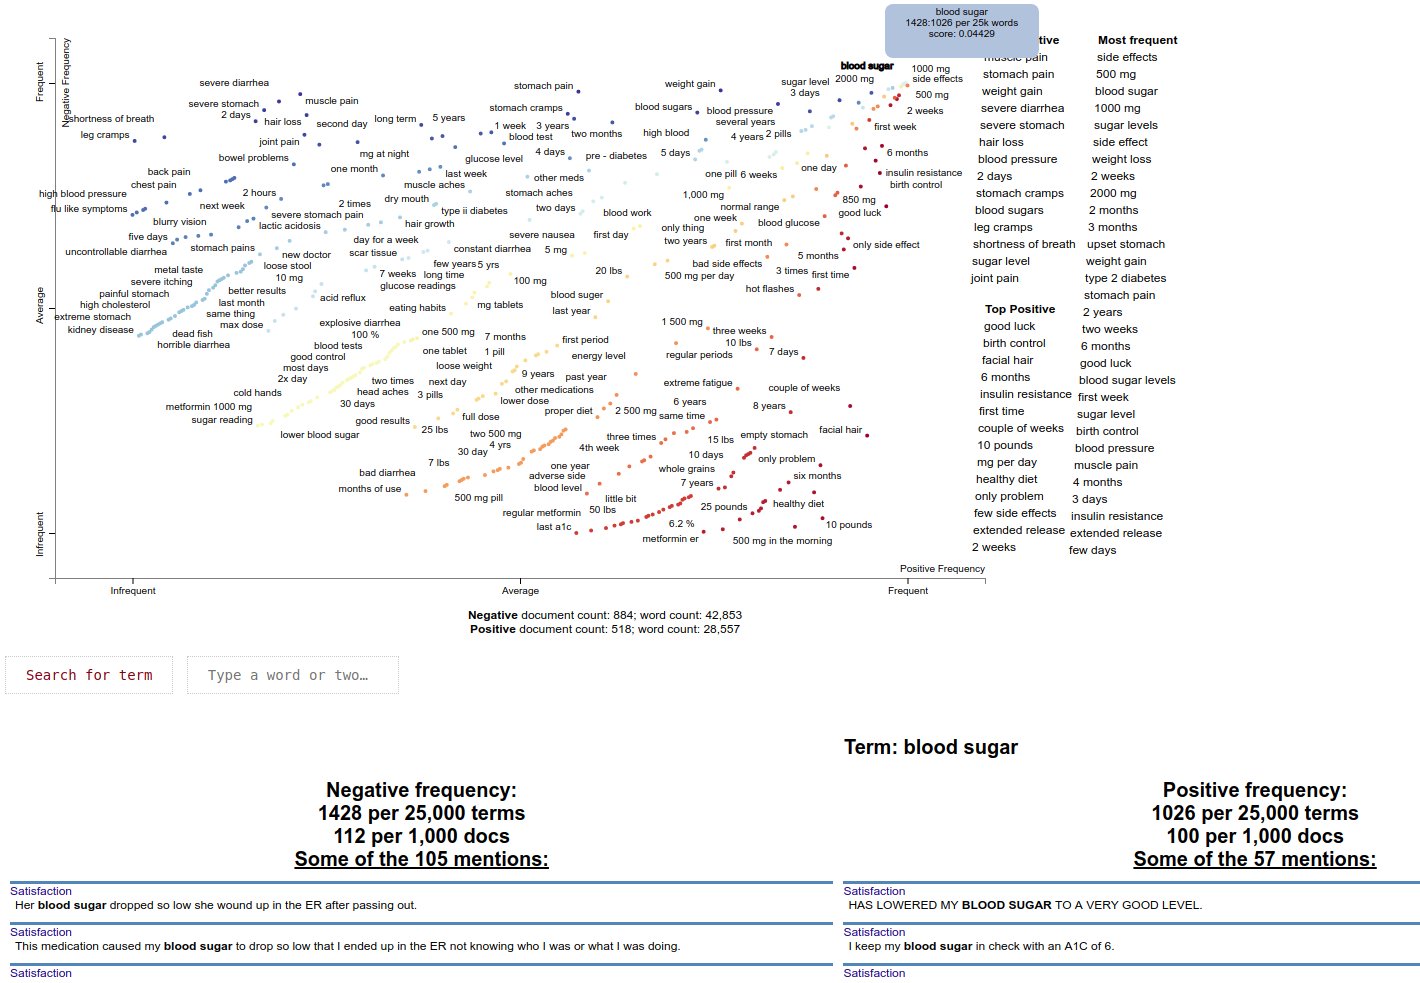 blood sugar
1428:1026 per 25k words
score: 0.04429
tive
Most frequent
muscle pain
side effects
stomach pain
500 mg
weight gain
blood sugar
severe diarrhea
1000 mg
severe stomach
sugar levels
hair loss
side effect
blood pressure
weight loss
2 days
2 weeks
stomach cramps
2000 mg
blood sugars
2 months
leg cramps
3 months
shortness of breath
upset stomach
sugar level
weight gain
joint pain
type 2 diabetes
stomach pain
Top Positive
2 years
good luck
two weeks
birth control
6 months
facial hair
good luck
6 months
blood sugar levels
insulin resistance
first week
first time
sugar level
couple of weeks
birth control
10 pounds
blood pressure
mg per day
muscle pain
healthy diet
4 months
only problem
3 days
few side effects
insulin resistance
extended release
extended release
2 weeks
few days
Frequent
Negative Frequency
Average
Infrequent
blood sugar
1000 mg
side effects
2000 mg
sugar level
3 days
500 mg
2 weeks
first week
weight gain
stomach pain
severe diarrhea
muscle pain
severe stomach
2 days
hair loss
shortness of breath
leg cramps
second day
long term
5 years
stomach cramps
1 week
3 years
blood test
two months
blood sugars
blood pressure
several years
high blood
4 years
2 pills
joint pain
bowel problems
mg at night
one month
glucose level
4 days
pre - diabetes
5 days
6 months
insulin resistance
birth control
one day
one pill
6 weeks
back pain
chest pain
high blood pressure
flu like symptoms
2 hours
next week
last week
muscle aches
other meds
stomach aches
1,000 mg
850 mg
normal range
good luck
dry mouth
2 times
severe stomach pain
type ii diabetes
two days
blood work
one week
blood glucose
blurry vision
lactic acidosis
hair growth
five days
severe nausea
first day
only thing
two years
first month
only side effect
uncontrollable diarrhea
stomach pains
day for a week
constant diarrhea
5 mg
5 months
new doctor
scar tissue
metal taste
loose stool
few years
5 yrs
bad side effects
3 times
first time
severe itching
10 mg
7 weeks
long time
100 mg
20 lbs
500 mg per day
painful stomach
better results
glucose readings
hot flashes
high cholesterol
last month
acid reflux
eating habits
mg tablets
blood suger
extreme stomach
same thing
last year
kidney disease
max dose
dead fish
horrible diarrhea
explosive diarrhea
100 %
one 500 mg
7 months
first period
1 500 mg
three weeks
10 lbs
blood tests
good control
one tablet
1 pill
energy level
regular periods
7 days
most days
loose weight
2x day
two times
next day
9 years
past year
extreme fatigue
couple of weeks
cold hands
head aches
3 pills
other medications
lower dose
metformin 1000 mg
30 days
proper diet
2 500 mg
6 years
8 years
sugar reading
good results
full dose
same time
lower blood sugar
25 lbs
two 500 mg
4 yrs
three times
15 lbs
empty stomach
facial hair
30 day
4th week
10 days
7 lbs
one year
whole grains
only problem
bad diarrhea
adverse side
7 years
six months
months of use
blood level
500 mg pill
little bit
regular metformin
50 lbs
25 pounds
healthy diet
last a1c
6.2 %
10 pounds
metformin er
500 mg in the morning
Positive Frequency
Infrequent
Average
Frequent
Negative document count: 884; word count: 42,853
Positive document count: 518; word count: 28,557
Search for term
Type a word or two…
Term: blood sugar
Negative frequency:
1428 per 25,000 terms
112 per 1,000 docs
Some of the 105 mentions:
Satisfaction
Her blood sugar dropped so low she wound up in the ER after passing out.
Satisfaction
This medication caused my blood sugar to drop so low that I ended up in the ER not knowing who I was or what I was doing.
Satisfaction
Positive frequency:
1026 per 25,000 terms
100 per 1,000 docs
Some of the 57 mentions:
Satisfaction
HAS LOWERED MY BLOOD SUGAR TO A VERY GOOD LEVEL.
Satisfaction
I keep my blood sugar in check with an A1C of 6.
Satisfaction